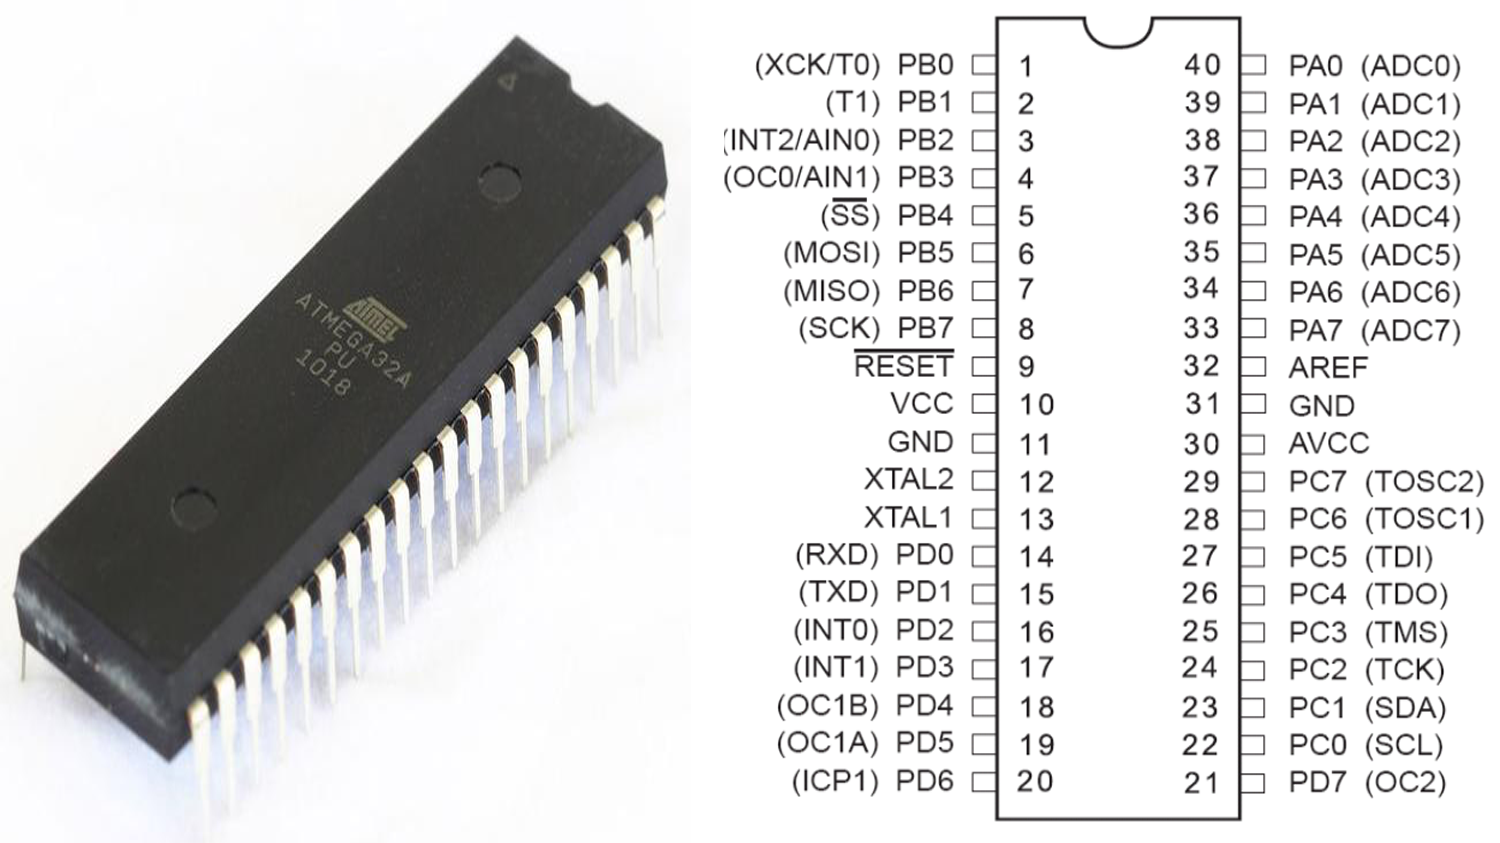 ATMEL
ATMEGA32A
PU
1018
(XCK/T0) PB0 1 40 PA0 (ADC0)
(T1) PB1 2 39 PA1 (ADC1)
(INT2/AIN0) PB2 3 38 PA2 (ADC2)
(OC0/AIN1) PB3 4 37 PA3 (ADC3)
(S̅S̅) PB4 5 36 PA4 (ADC4)
(MOSI) PB5 6 35 PA5 (ADC5)
(MISO) PB6 7 34 PA6 (ADC6)
(SCK) PB7 8 33 PA7 (ADC7)
R̅E̅S̅E̅T̅ 9 32 AREF
VCC 10 31 GND
GND 11 30 AVCC
XTAL2 12 29 PC7 (TOSC2)
XTAL1 13 28 PC6 (TOSC1)
(RXD) PD0 14 27 PC5 (TDI)
(TXD) PD1 15 26 PC4 (TDO)
(INT0) PD2 16 25 PC3 (TMS)
(INT1) PD3 17 24 PC2 (TCK)
(OC1B) PD4 18 23 PC1 (SDA)
(OC1A) PD5 19 22 PC0 (SCL)
(ICP1) PD6 20 21 PD7 (OC2)